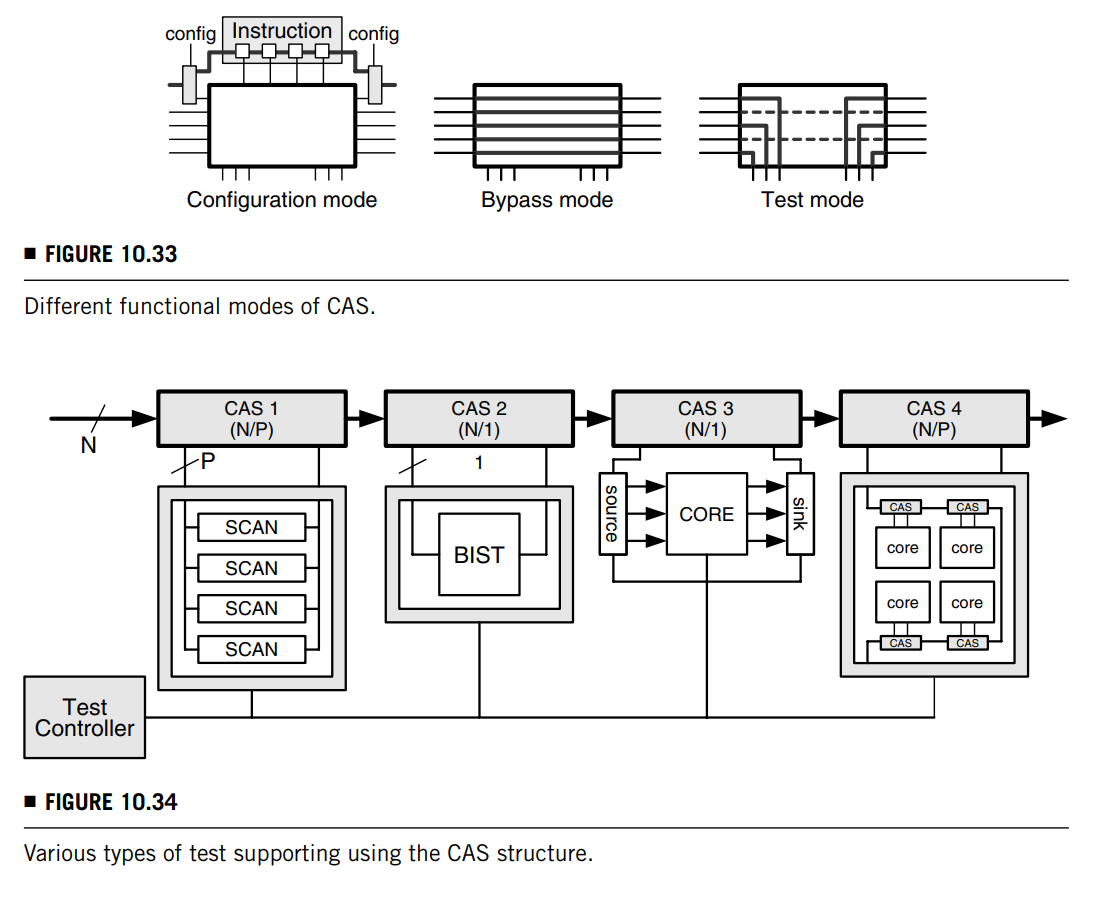 config
Instruction
config
Configuration mode
Bypass mode
Test mode
■ FIGURE 10.33
Different functional modes of CAS.
N
CAS 1
(N/P)
CAS 2
(N/1)
CAS 3
(N/1)
CAS 4
(N/P)
P
1
SCAN
SCAN
SCAN
SCAN
BIST
source
CORE
sink
CAS
CAS
core
core
core
core
CAS
CAS
Test
Controller
■ FIGURE 10.34
Various types of test supporting using the CAS structure.